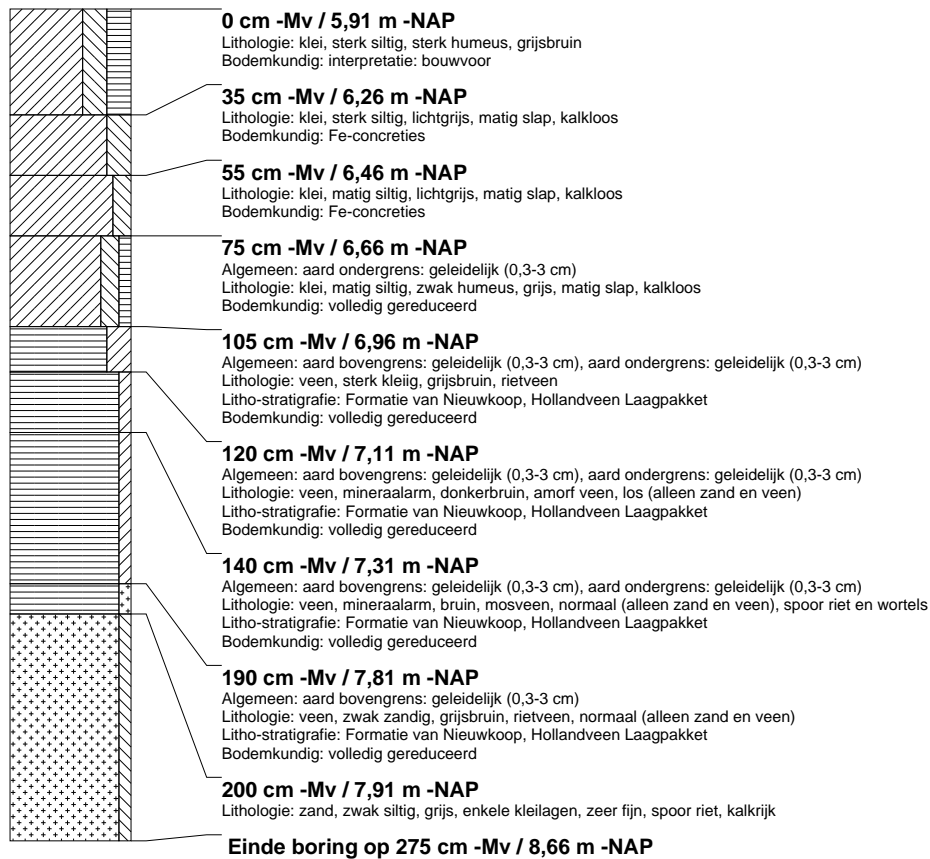 0 cm -Mv / 5,91 m -NAP
Lithologie: klei, sterk siltig, sterk humeus, grijsbruin
Bodemkundig: interpretatie: bouwvoor
35 cm -Mv / 6,26 m -NAP
Lithologie: klei, sterk siltig, lichtgrijs, matig slap, kalkloos
Bodemkundig: Fe-concreties
55 cm -Mv / 6,46 m -NAP
Lithologie: klei, matig siltig, lichtgrijs, matig slap, kalkloos
Bodemkundig: Fe-concreties
75 cm -Mv / 6,66 m -NAP
Algemeen: aard ondergrens: geleidelijk (0,3-3 cm)
Lithologie: klei, matig siltig, zwak humeus, grijs, matig slap, kalkloos
Bodemkundig: volledig gereduceerd
105 cm -Mv / 6,96 m -NAP
Algemeen: aard bovengrens: geleidelijk (0,3-3 cm), aard ondergrens: geleidelijk (0,3-3 cm)
Lithologie: veen, sterk kleiig, grijsbruin, rietveen
Litho-stratigrafie: Formatie van Nieuwkoop, Hollandveen Laagpakket
Bodemkundig: volledig gereduceerd
120 cm -Mv / 7,11 m -NAP
Algemeen: aard bovengrens: geleidelijk (0,3-3 cm), aard ondergrens: geleidelijk (0,3-3 cm)
Lithologie: veen, mineraalarm, donkerbruin, amorf veen, los (alleen zand en veen)
Litho-stratigrafie: Formatie van Nieuwkoop, Hollandveen Laagpakket
Bodemkundig: volledig gereduceerd
140 cm -Mv / 7,31 m -NAP
Algemeen: aard bovengrens: geleidelijk (0,3-3 cm), aard ondergrens: geleidelijk (0,3-3 cm)
Lithologie: veen, mineraalarm, bruin, mosveen, normaal (alleen zand en veen), spoor riet en wortels
Litho-stratigrafie: Formatie van Nieuwkoop, Hollandveen Laagpakket
Bodemkundig: volledig gereduceerd
190 cm -Mv / 7,81 m -NAP
Algemeen: aard bovengrens: geleidelijk (0,3-3 cm)
Lithologie: veen, zwak zandig, grijsbruin, rietveen, normaal (alleen zand en veen)
Litho-stratigrafie: Formatie van Nieuwkoop, Hollandveen Laagpakket
Bodemkundig: volledig gereduceerd
200 cm -Mv / 7,91 m -NAP
Lithologie: zand, zwak siltig, grijs, enkele kleilagen, zeer fijn, spoor riet, kalkrijk
Einde boring op 275 cm -Mv / 8,66 m -NAP